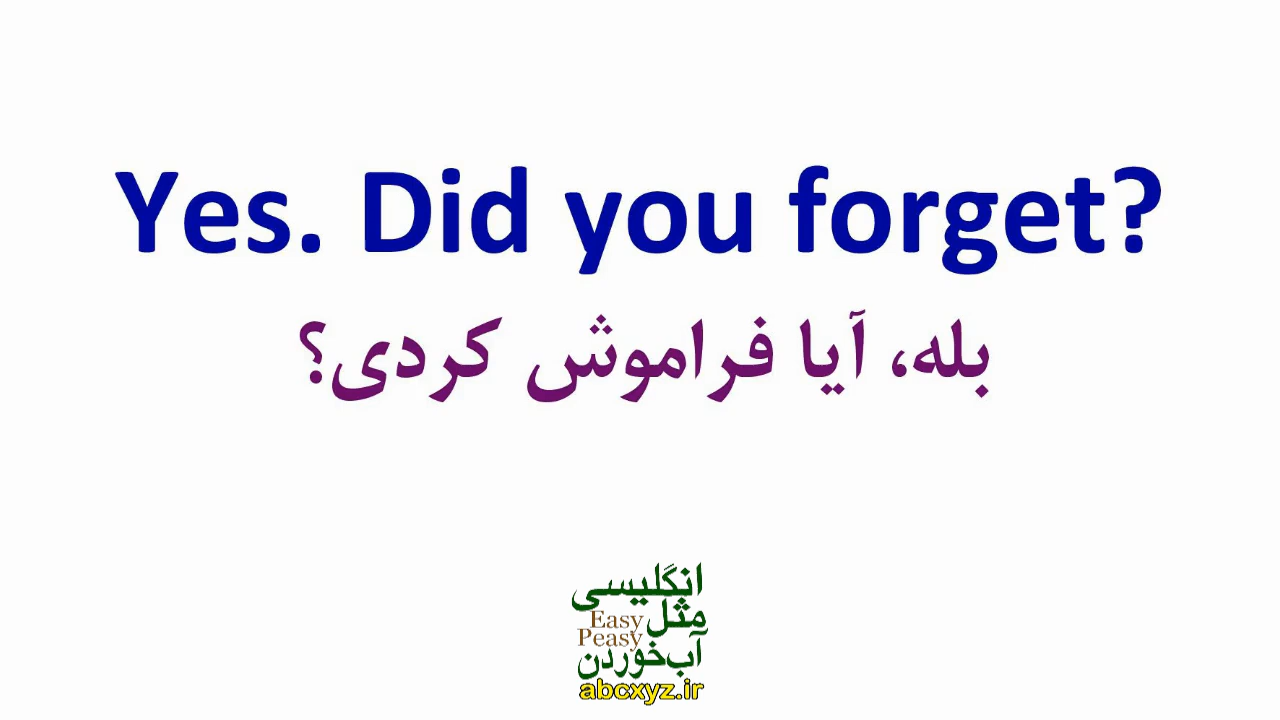 Yes. Did you forget?
بله، آیا فراموش کردی؟
انگلیسی
مثل
Easy
Peasy
آب‌خوردن
abcxyz.ir